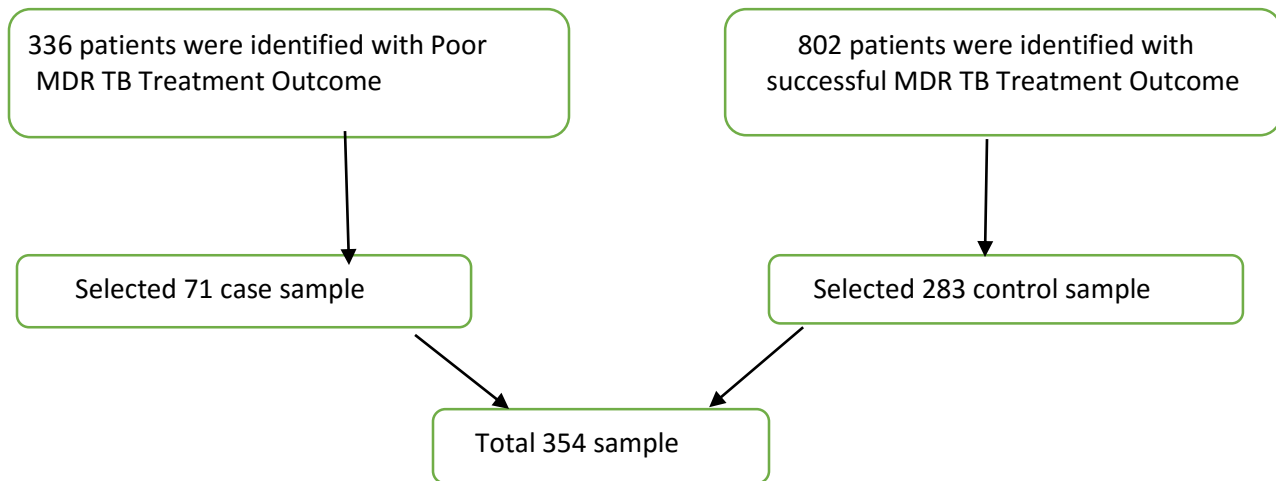 336 patients were identified with Poor
MDR TB Treatment Outcome
802 patients were identified with
successful MDR TB Treatment Outcome
Selected 71 case sample
Selected 283 control sample
Total 354 sample